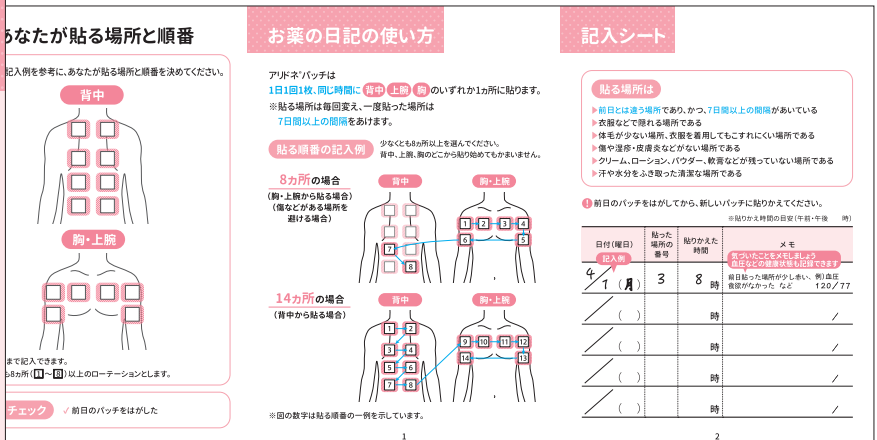 あなたが貼る場所と順番
記入例を参考に、あなたが貼る場所と順番を決めてください。
背中
胸・上腕
まで記入できます。
も8ヵ所(1～8)以上のローテーションとします。
チェック
✓前日のパッチをはがした
お薬の日記の使い方
アリドネ®パッチは
1日1回1枚、同じ時間に 背中 上腕 胸 のいずれか1ヵ所に貼ります。
※貼る場所は毎回変え、一度貼った場所は
7日間以上の間隔をあけます。
貼る順番の記入例
少なくとも8ヵ所以上を選んでください。
背中、上腕、胸のどこから貼り始めてもかまいません。
8ヵ所の場合
(胸・上腕から貼る場合)
(傷などがある場所を
避ける場合)
背中
7
8
胸・上腕
1 2 3 4
6 5
14ヵ所の場合
(背中から貼る場合)
背中
1 2
3 4
5 6
7 8
胸・上腕
9 10 11 12
14 13
※図の数字は貼る順番の一例を示しています。
1
記入シート
貼る場所は
▶前日とは違う場所であり、かつ、7日間以上の間隔があいている
▶衣服などで隠れる場所である
▶体毛が少ない場所、衣服を着用してもこすれにくい場所である
▶傷や湿疹・皮膚炎などがない場所である
▶クリーム、ローション、パウダー、軟膏などが残っていない場所である
▶汗や水分をふき取った清潔な場所である
!前日のパッチをはがしてから、新しいパッチに貼りかえてください。
※貼りかえ時間の目安(午前・午後 時)
日付(曜日)
貼った
場所の
番号
貼りかえた
時間
メモ
記入例
気づいたことをメモしましょう
血圧などの健康状態も記録できます
4/1(月) 3 8時
前日貼った場所が少し赤い、
食欲がなかった など
例)血圧
120/77
/ ( ) 時 /
/ ( ) 時 /
/ ( ) 時 /
/ ( ) 時 /
2